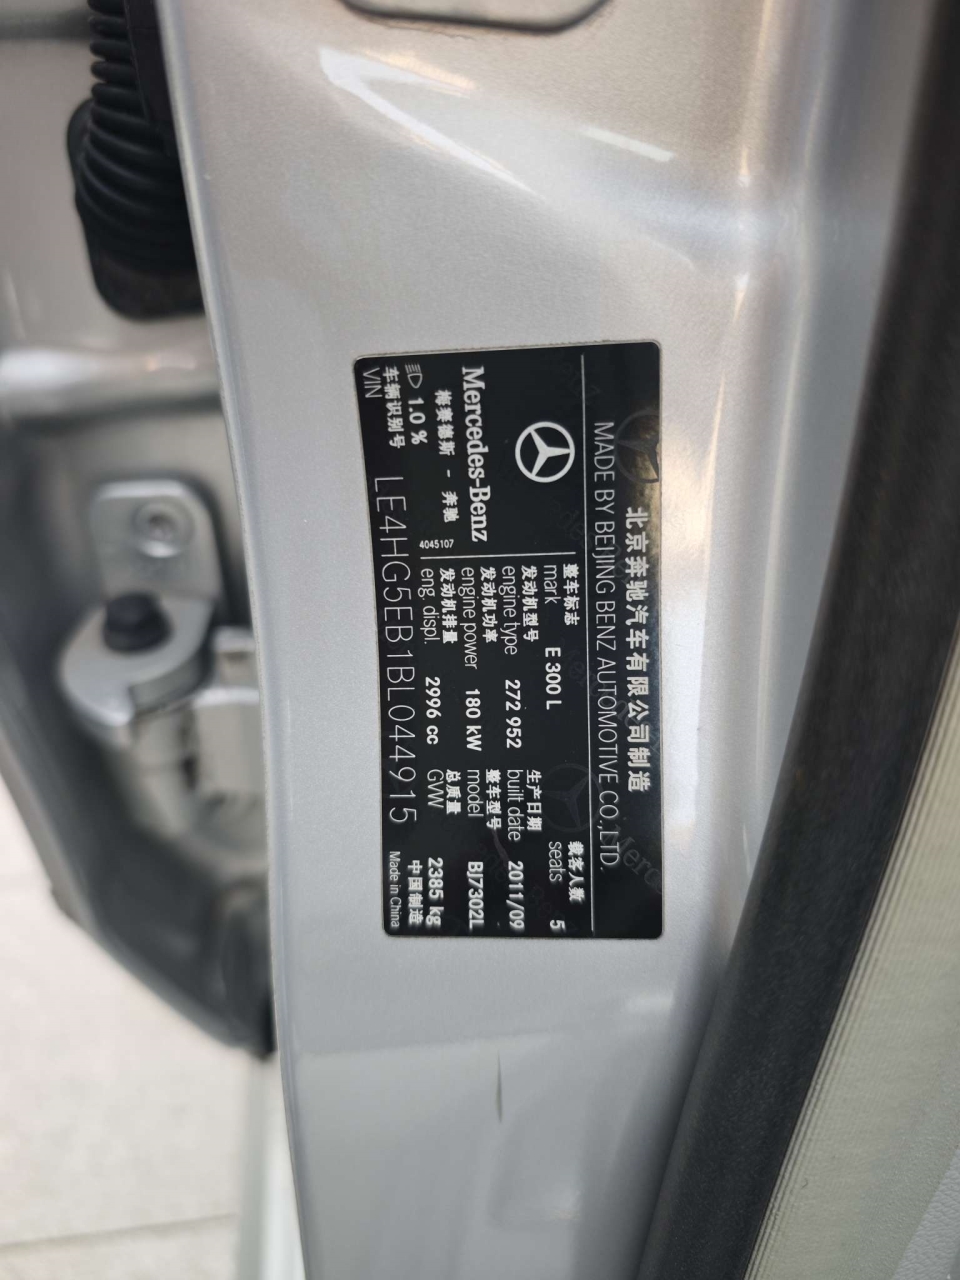 北京奔驰汽车有限公司制造
MADE BY BEIJING BENZ AUTOMOTIVE CO.,LTD.
整车标志
mark E 300 L
载客人数
seats 5
发动机型号
engine type 272 952
生产日期
built date 2011/09
Mercedes-Benz
梅赛德斯 - 奔驰
发动机功率
engine power 180 kW
整车型号
model BJ7302L
1.0 %
4045107
发动机排量
eng. displ. 2996 cc
总质量
GVW 2385 kg
车辆识别号
VIN LE4HG5EB1BL044915
中国制造
Made in China